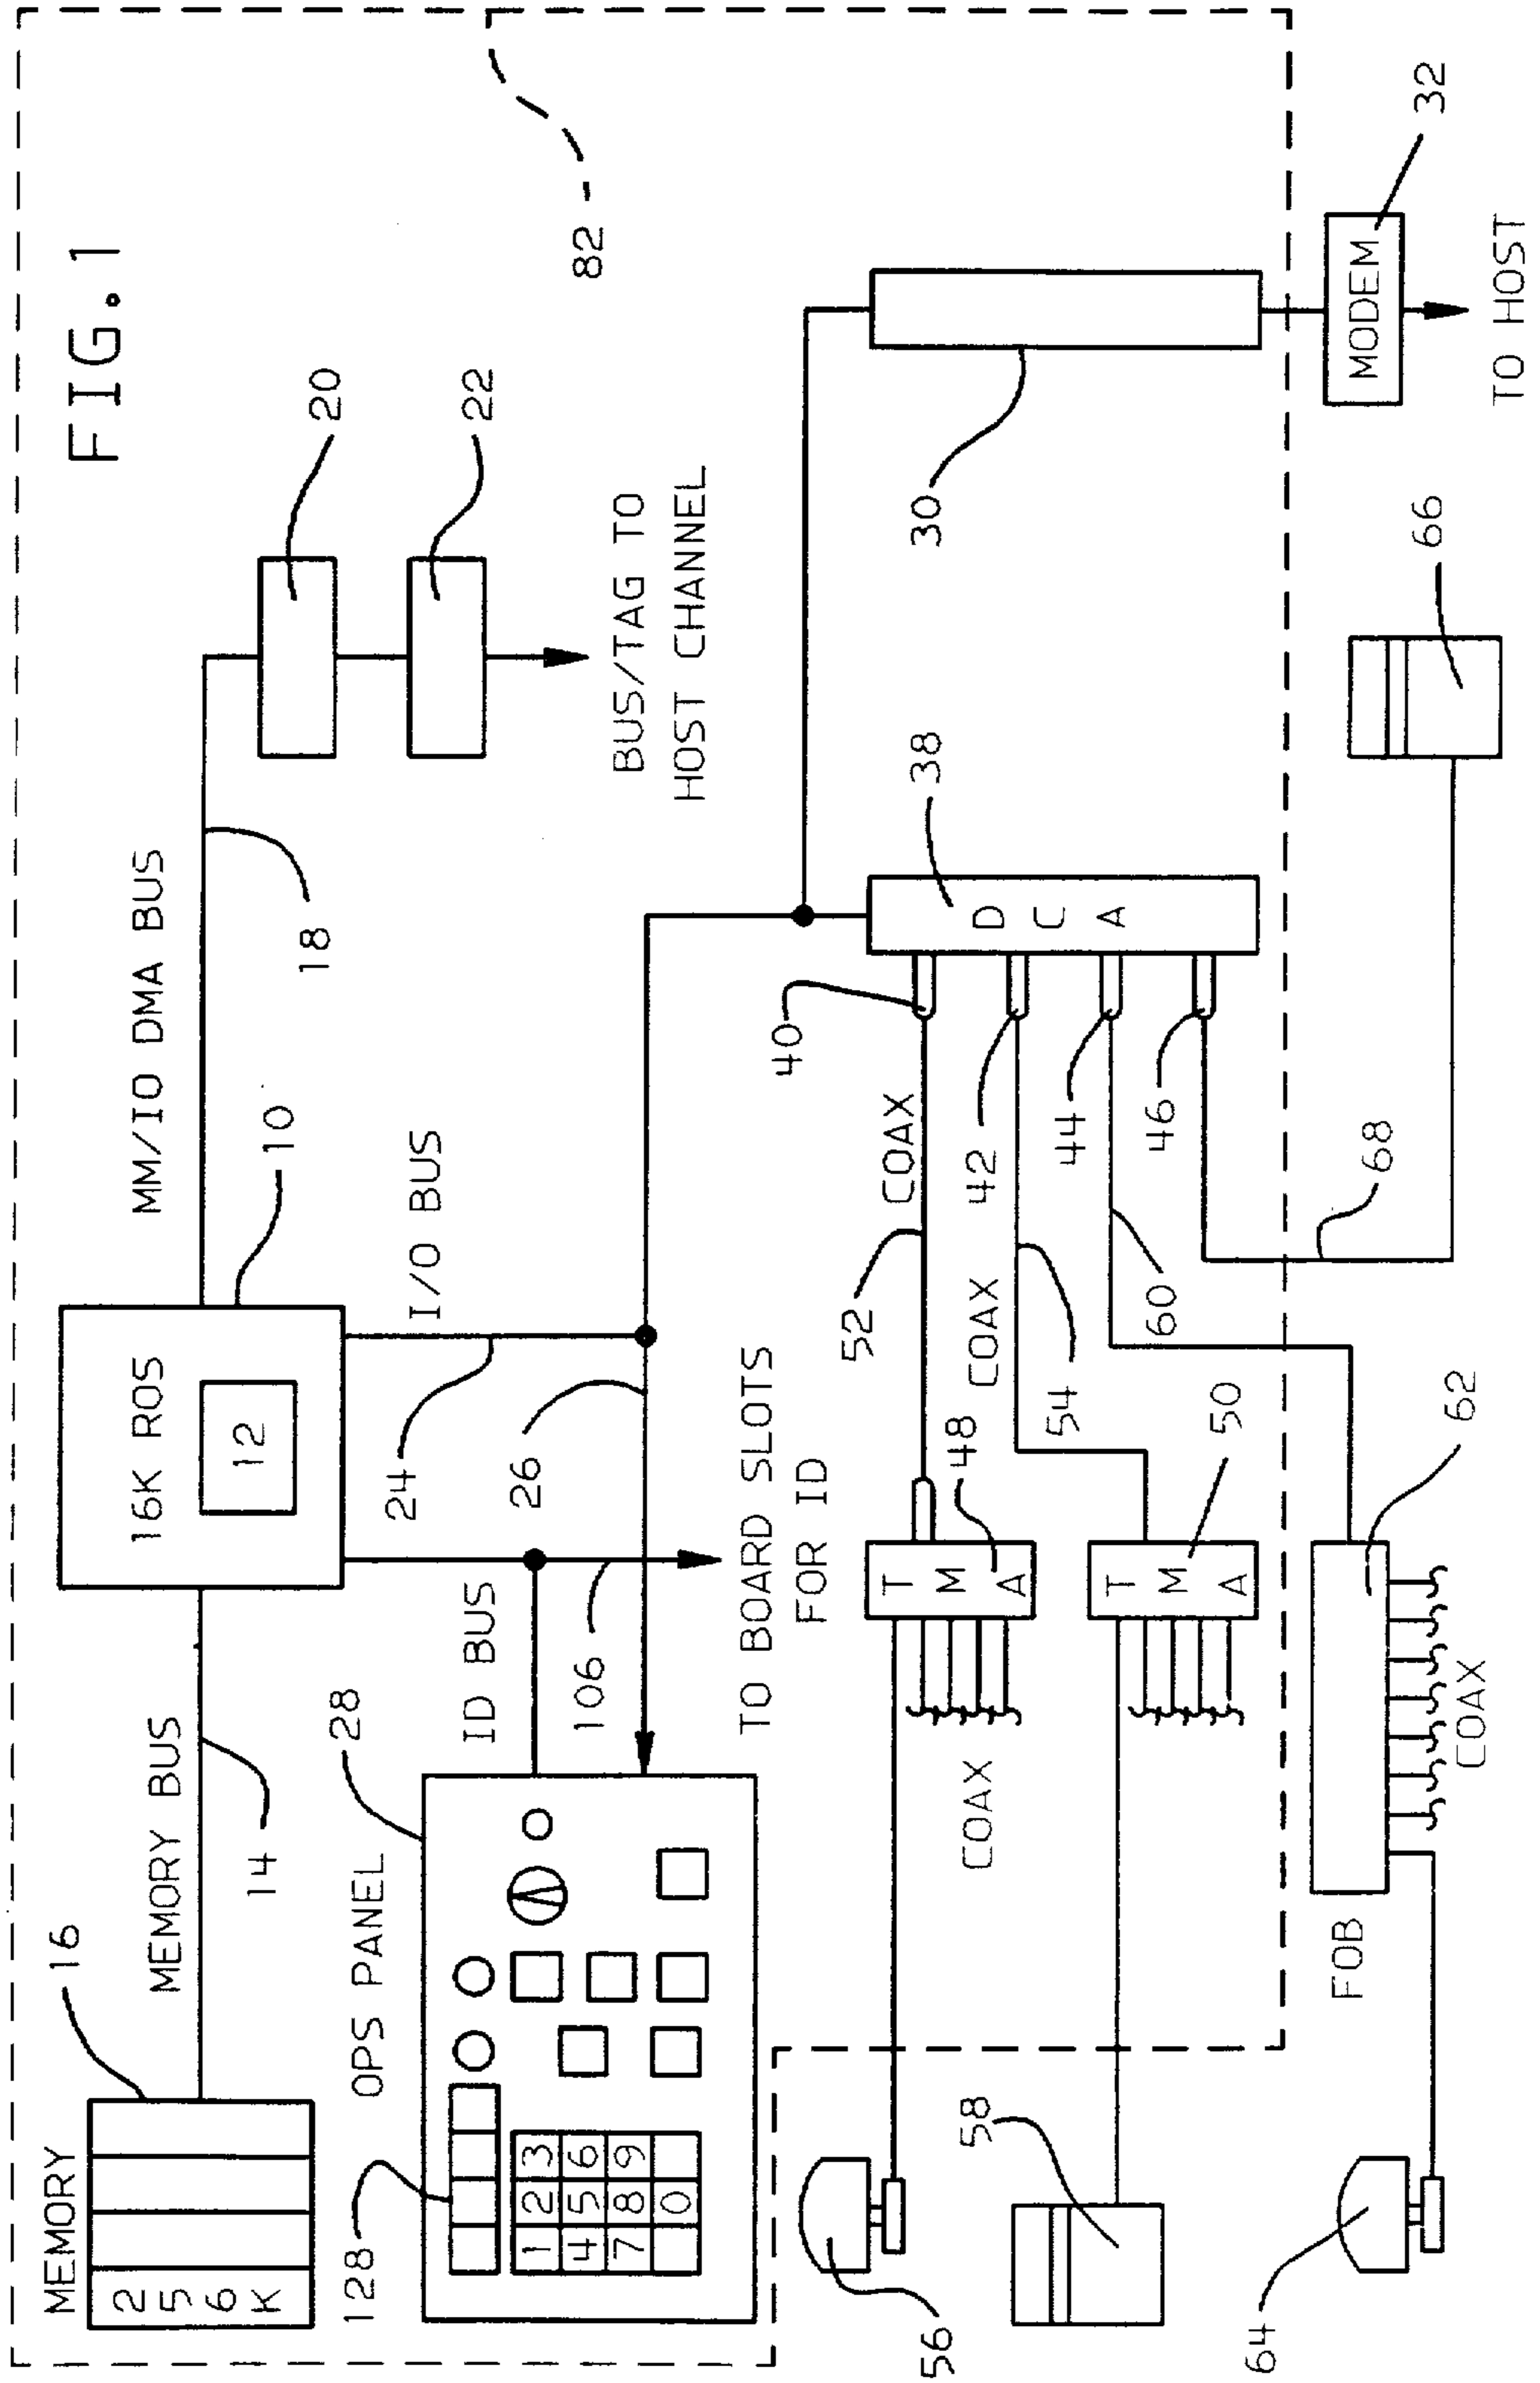 FIG.1
MEMORY
2
5
6
K
16
MEMORY BUS
14
16K ROS
12
10
MM/IO DMA BUS
18
20
22
BUS/TAG TO
HOST CHANNEL
82
OPS PANEL
28
128
1 2 3
4 5 6
7 8 9
0
ID BUS
106
TO BOARD SLOTS
FOR ID
I/O BUS
24
26
30
MODEM
32
TO HOST
38
D
C
A
40
42
44
46
COAX
52
COAX
54
60
68
66
T
M
A
48
T
M
A
50
COAX
56
58
62
FOB
COAX
64